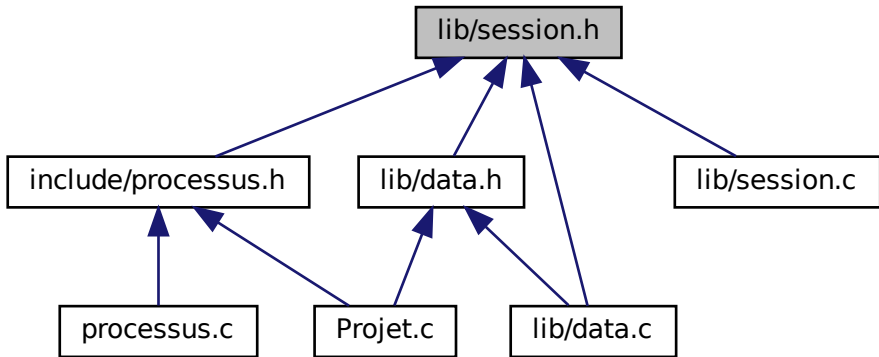 lib/session.h
include/processus.h
lib/data.h
lib/session.c
processus.c
Projet.c
lib/data.c